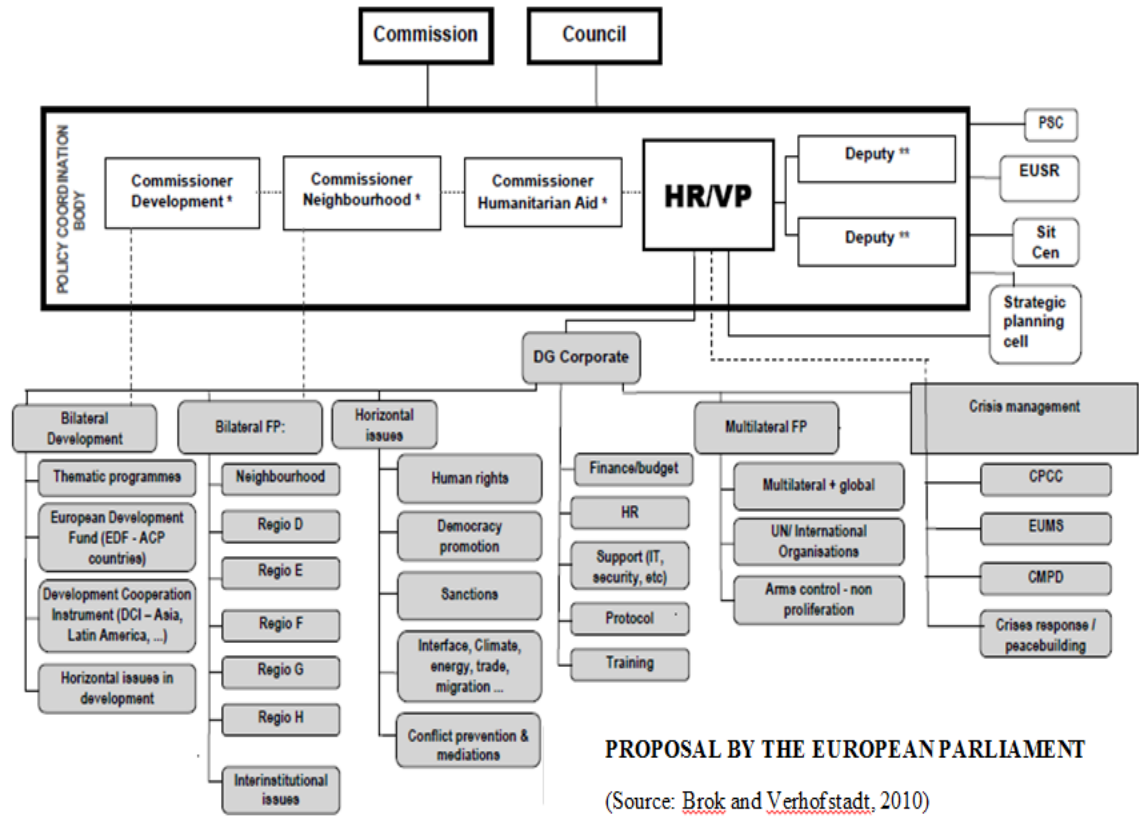 Commission
Council
POLICY COORDINATION
BODY
Commissioner
Development *
Commissioner
Neighbourhood *
Commissioner
Humanitarian Aid *
HR/VP
Deputy **
Deputy **
PSC
EUSR
Sit
Cen
Strategic
planning
cell
DG Corporate
Bilateral
Development
Thematic programmes
European Development
Fund (EDF - ACP
countries)
Development Cooperation
Instrument (DCI – Asia,
Latin America, ...)
Horizontal issues in
development
Bilateral FP:
Neighbourhood
Regio D
Regio E
Regio F
Regio G
Regio H
Interinstitutional
issues
Horizontal
issues
Human rights
Democracy
promotion
Sanctions
Interface, Climate,
energy, trade,
migration ...
Conflict prevention &
mediations
Finance/budget
HR
Support (IT,
security, etc)
Protocol
Training
Multilateral FP
Multilateral + global
UN/ International
Organisations
Arms control - non
proliferation
Crisis management
CPCC
EUMS
CMPD
Crises response /
peacebuilding
PROPOSAL BY THE EUROPEAN PARLIAMENT
(Source: Brok and Verhofstadt, 2010)